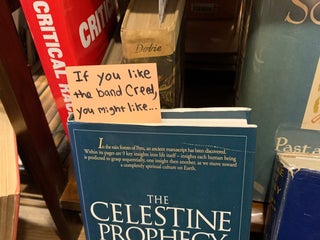 CRITICAL
If you like
the band Creed,
you might like...
In the rain forests of Peru, an ancient manuscript has been discovered.
Within its pages are 9 key insights into life itself – insights each human being
is predicted to grasp sequentially, one insight then another, as we move toward
a completely spiritual culture on Earth.
THE
CELESTINE
PROPHECY
Past a